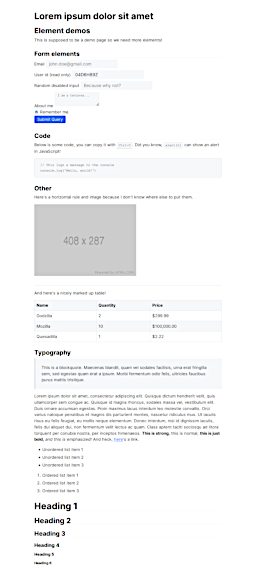 Lorem ipsum dolor sit amet
Element demos
This is supposed to be a demo page so we need more elements!
Form elements
Email john.doe@gmail.com
User id (read only) 04D6H89Z
Random disabled input Because why not?
I am a textarea...
About me
Remember me
Submit Query
Code
Below is some code, you can copy it with Ctrl-C. Did you know, alert() can show an alert
in JavaScript!
// This logs a message to the console
console.log("Hello, world!");
Other
Here's a horizontal rule and image because I don't know where else to put them.
408 x 287
And here's a nicely marked up table!
Name Quantity Price
Godzilla 2 $299.99
Mozilla 10 $100,000.00
Quesadilla 1 $2.22
Typography
This is a blockquote. Maecenas blandit, quam vel sodales facilisis, urna erat fringilla
sem, sed egestas quam erat a ipsum. Morbi fermentum odio felis, ultricies faucibus
purus mattis tristique.
Lorem ipsum dolor sit amet, consectetur adipiscing elit. Quisque dictum hendrerit velit, quis
ullamcorper sem congue ac. Quisque id magna rhoncus, sodales massa vel, vestibulum elit.
Duis ornare accumsan egestas. Proin
natoque penatibus et magnis dis parturient montes, nascetur ridiculus mus. Ut iaculis
risus eu felis feugiat, eu mollis neque elementum. Donec interdum, nisi id dignissim iaculis,
felis dui aliquet dui, non fermentum velit lectus ac quam. Class aptent taciti sociosqu ad litora
torquent per conubia nostra, per inceptos himenaeos. This is strong, this is normal, this is just
bold, and this is emphasized! And heck, here's a link.
Unordered list item 1
Unordered list item 2
Unordered list item 3
1. Ordered list item 1
2. Ordered list item 2
3. Ordered list item 3
Heading 1
Heading 2
Heading 3
Heading 4
Heading 5
Heading 6